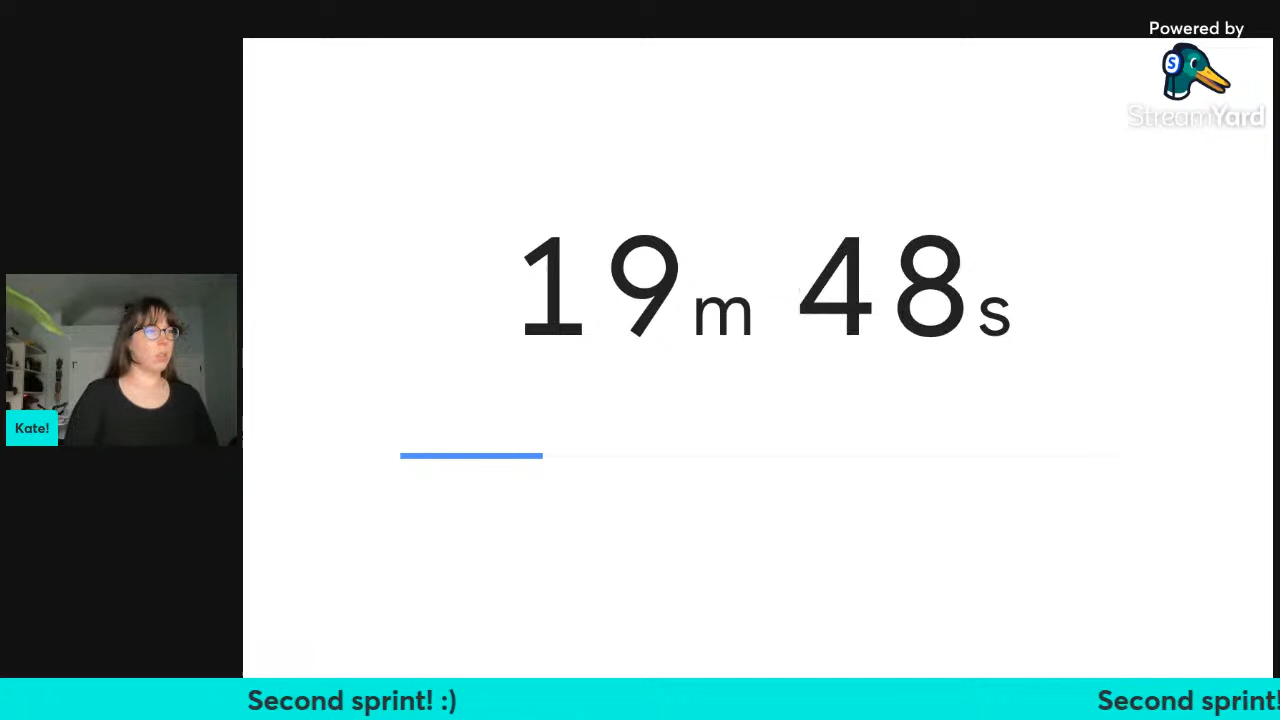 Powered by
StreamYard
19m 48s
Kate!
Second sprint! :)
Second sprint!